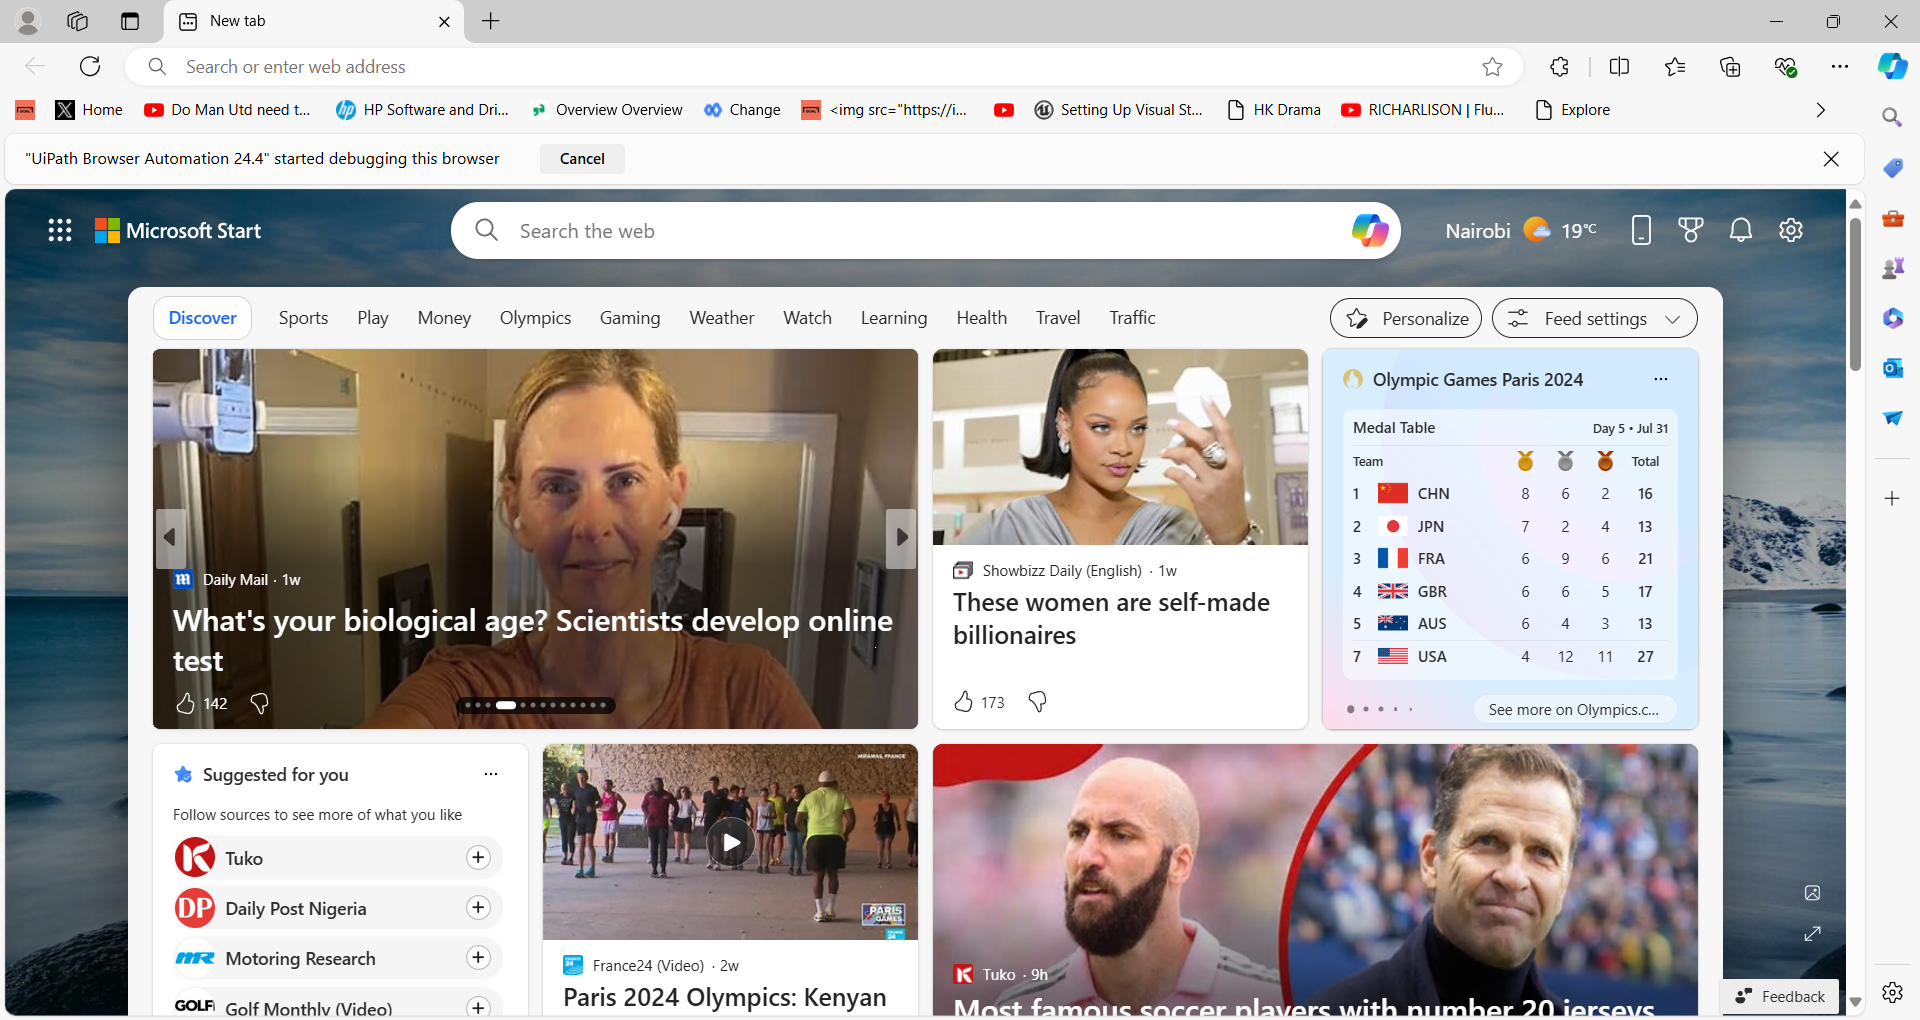 New tab
Search or enter web address
Home
Do Man Utd need t...
HP Software and Dri...
Overview Overview
Change
<img src="https://i...
Setting Up Visual St...
HK Drama
RICHARLISON | Flu...
Explore
"UiPath Browser Automation 24.4" started debugging this browser
Cancel
Microsoft Start
Search the web
Nairobi 19°C
Discover
Sports
Play
Money
Olympics
Gaming
Weather
Watch
Learning
Health
Travel
Traffic
Personalize
Feed settings
Daily Mail · 1w
What's your biological age? Scientists develop online
test
142
Showbizz Daily (English) · 1w
These women are self-made
billionaires
173
Olympic Games Paris 2024
Medal Table Day 5 • Jul 31
Team Total
1 CHN 8 6 2 16
2 JPN 7 2 4 13
3 FRA 6 9 6 21
4 GBR 6 6 5 17
5 AUS 6 4 3 13
7 USA 4 12 11 27
See more on Olympics.c...
Suggested for you
Follow sources to see more of what you like
Tuko
DP Daily Post Nigeria
MR Motoring Research
GOLF Golf Monthly (Video)
MIRAMAS, FRANCE
PARIS
GAMES
FRANCE
24
France24 (Video) · 2w
Paris 2024 Olympics: Kenyan
Tuko · 9h
Most famous soccer players with number 20 jerseys
Feedback